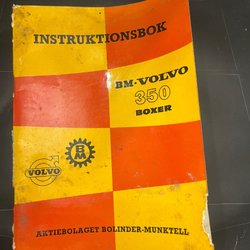 INSTRUKTIONSBOK
BM-VOLVO
350
BOXER
VOLVO
BM
AKTIEBOLAGET BOLINDER-MUNKTELL